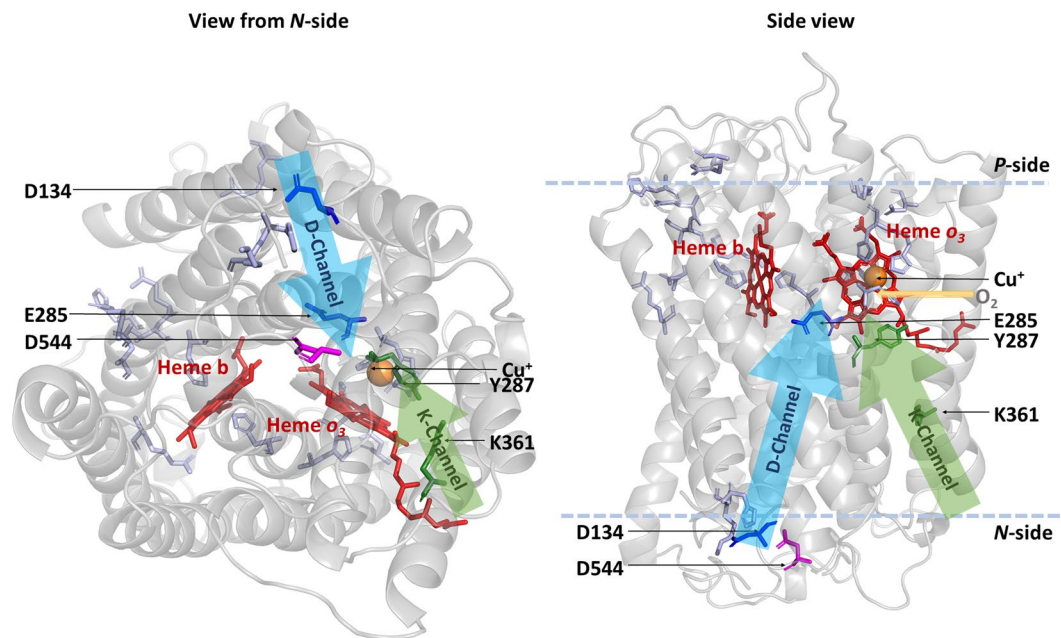 View from N-side
D134
D-Channel
E285
D544
Heme b
Cu⁺
Y287
Heme o₃
K361
K-Channel
Side view
P-side
Heme b
Heme o₃
Cu⁺
O₂
E285
Y287
K361
D-Channel
K-Channel
D134
N-side
D544